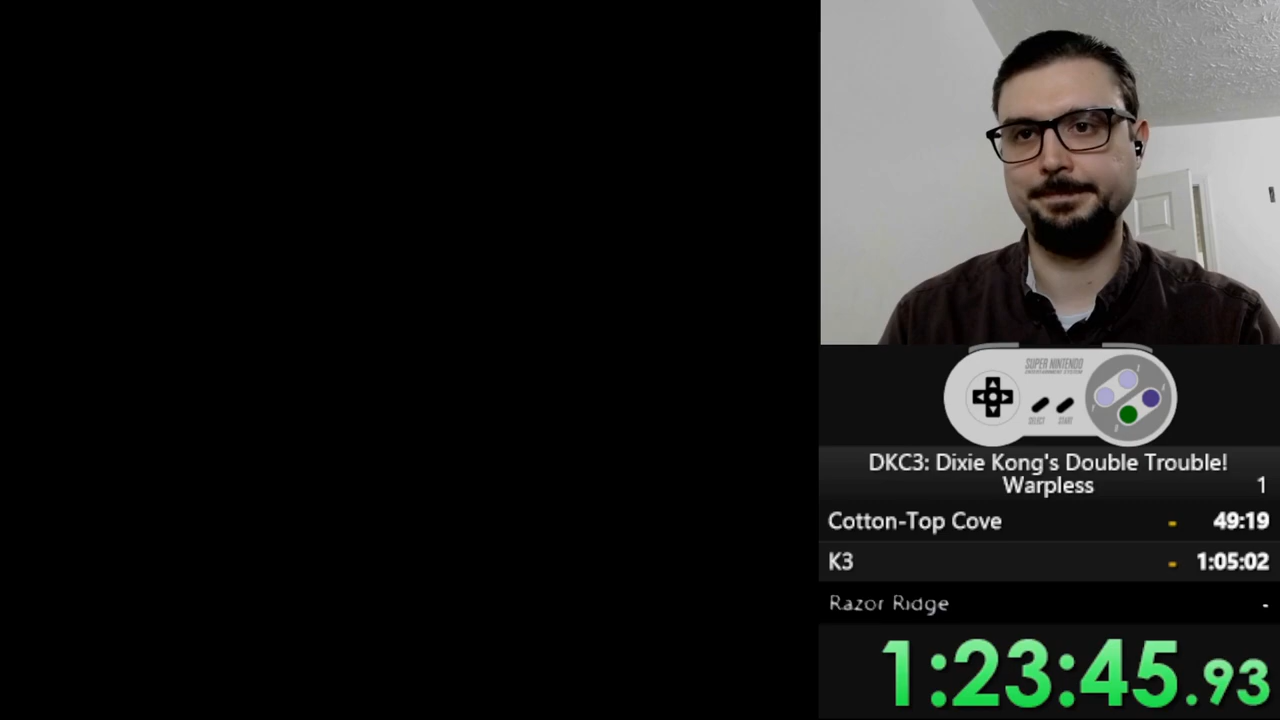 SUPER NINTENDO
ENTERTAINMENT SYSTEM
SELECT
START
DKC3: Dixie Kong's Double Trouble!
Warpless
1
Cotton-Top Cove - 49:19
K3 - 1:05:02
Razor Ridge -
1:23:45.93